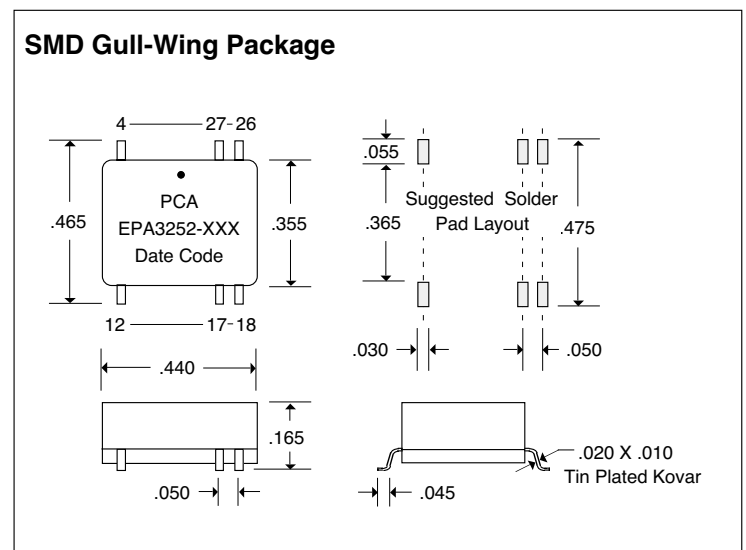 SMD Gull-Wing Package
4 27- 26
.465
PCA
EPA3252-XXX
Date Code
.355
12 17- 18
.055
.365
Suggested Solder
Pad Layout
.475
.030
.050
.440
.165
.050
.045
.020 X .010
Tin Plated Kovar